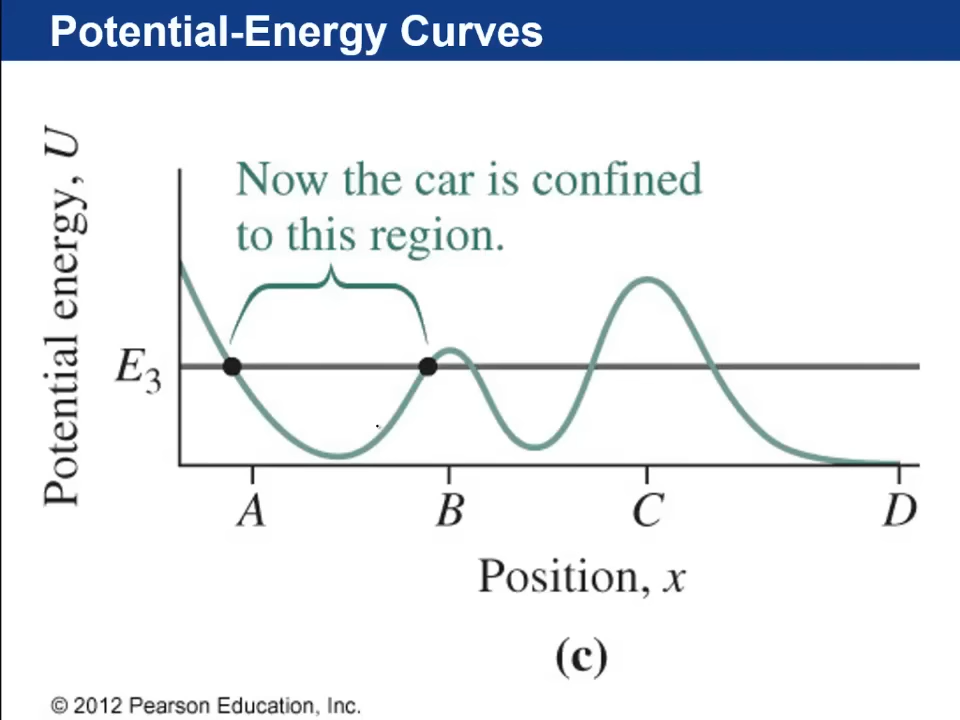 Potential-Energy Curves
Potential energy, U
Now the car is confined
to this region.
E₃
A B C D
Position, x
(c)
© 2012 Pearson Education, Inc.